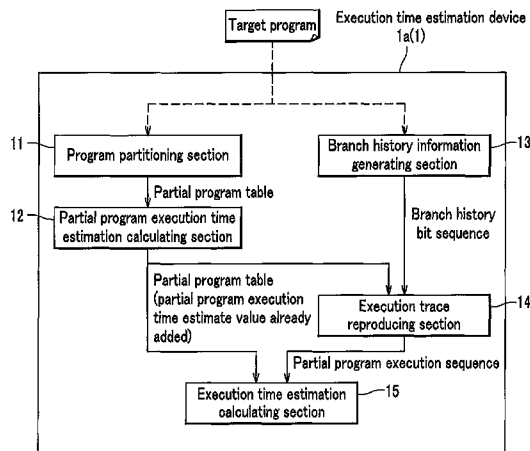 Target program
Execution time estimation device
1a(1)
11
Program partitioning section
13
Branch history information
generating section
Partial program table
12
Partial program execution time
estimation calculating section
Branch history
bit sequence
Partial program table
(partial program execution
time estimate value already
added)
Execution trace
reproducing section
14
Partial program execution sequence
Execution time estimation
calculating section
15